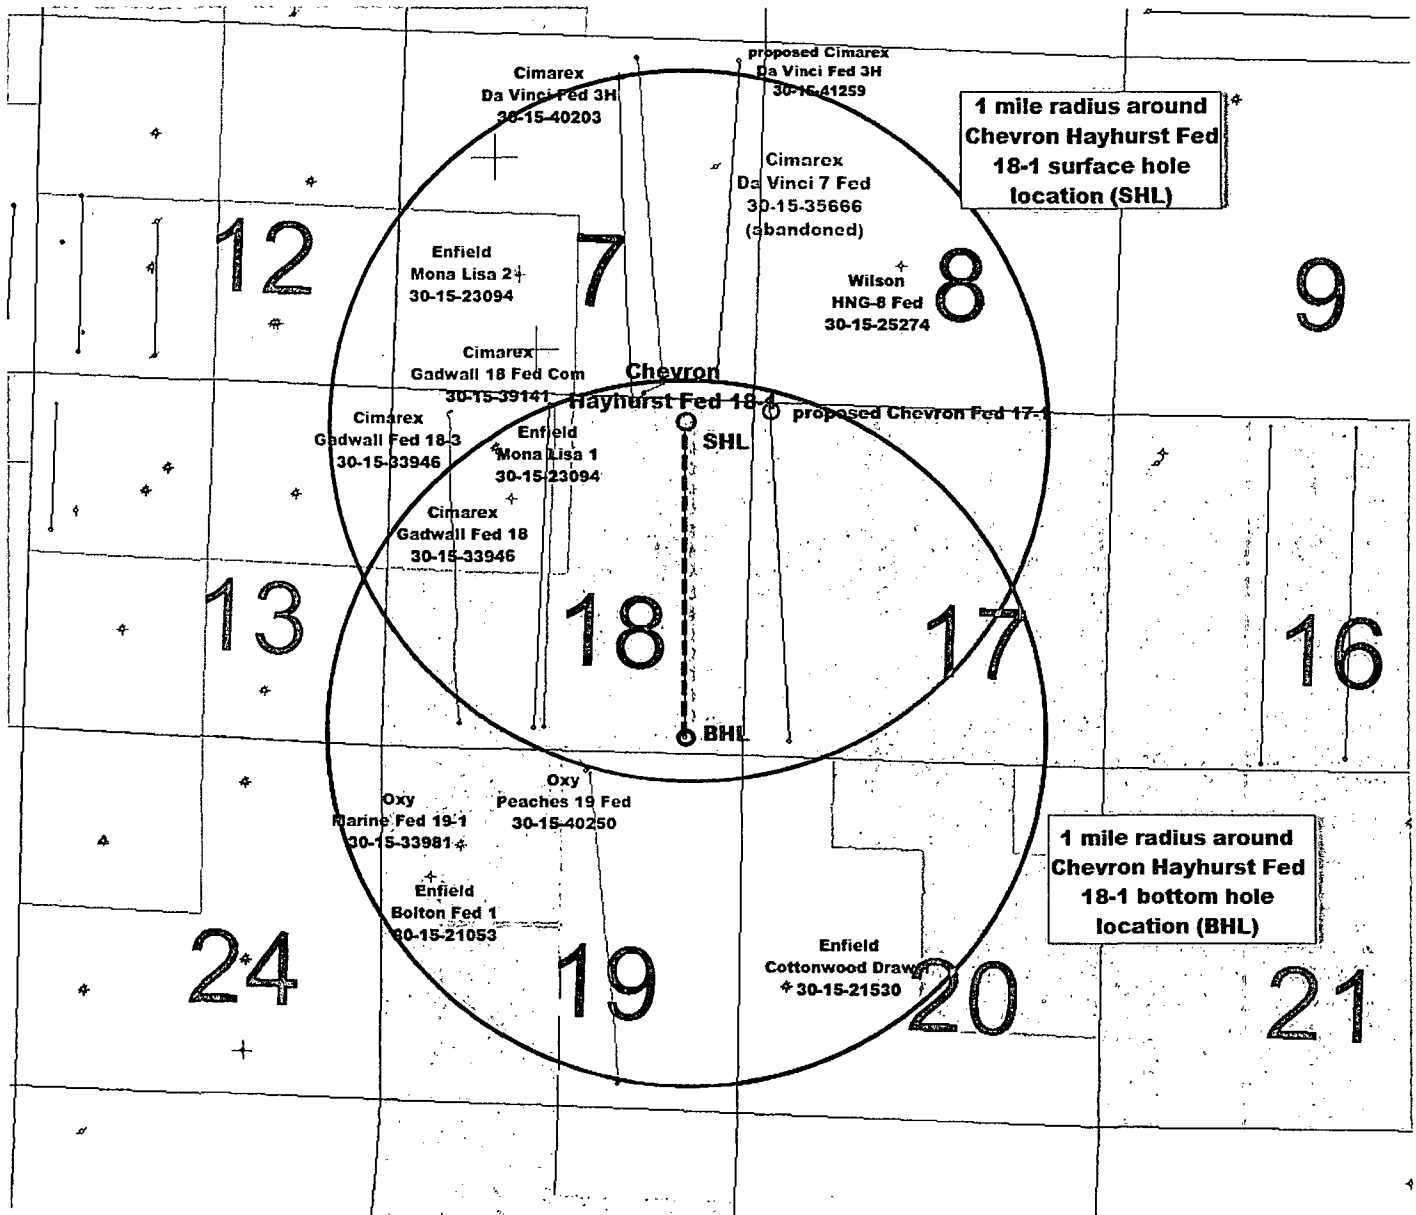 proposed Cimarex
Da Vinci Fed 3H
30-15-41259
Cimarex
Da Vinci Fed 3H
30-15-40203
1 mile radius around
Chevron Hayhurst Fed
18-1 surface hole
location (SHL)
Cimarex
Da Vinci 7 Fed
30-15-35666
(abandoned)
12
Enfield
Mona Lisa 2
30-15-23094
7
Wilson
HNG-8 Fed
30-15-25274
8
9
Cimarex
Gadwall 18 Fed Com
30-15-39141
Chevron
Hayhurst Fed 18-1
proposed Chevron Fed 17-1
Cimarex
Gadwall Fed 18-3
30-15-33946
Enfield
Mona Lisa 1
30-15-23094
SHL
Cimarex
Gadwall Fed 18
30-15-33946
13
18
17
16
BHL
Oxy
Peaches 19 Fed
30-15-40250
Oxy
Marine Fed 19-1
30-15-33981
1 mile radius around
Chevron Hayhurst Fed
18-1 bottom hole
location (BHL)
Enfield
Bolton Fed 1
30-15-21053
24
19
Enfield
Cottonwood Draw
30-15-21530
20
21